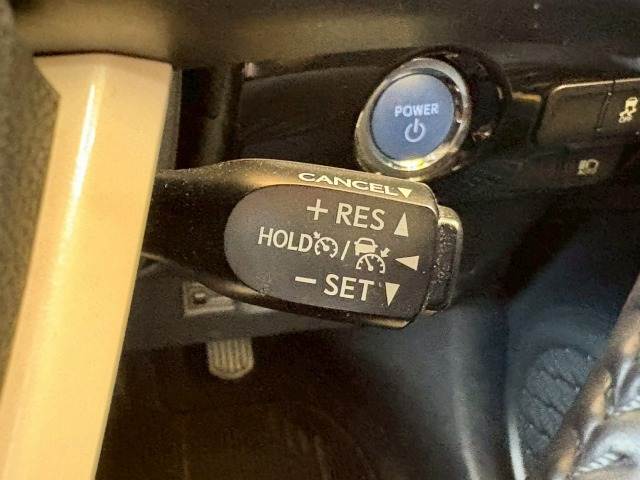 POWER
CANCEL▼
+ RES ▲
HOLD /
− SET ▼